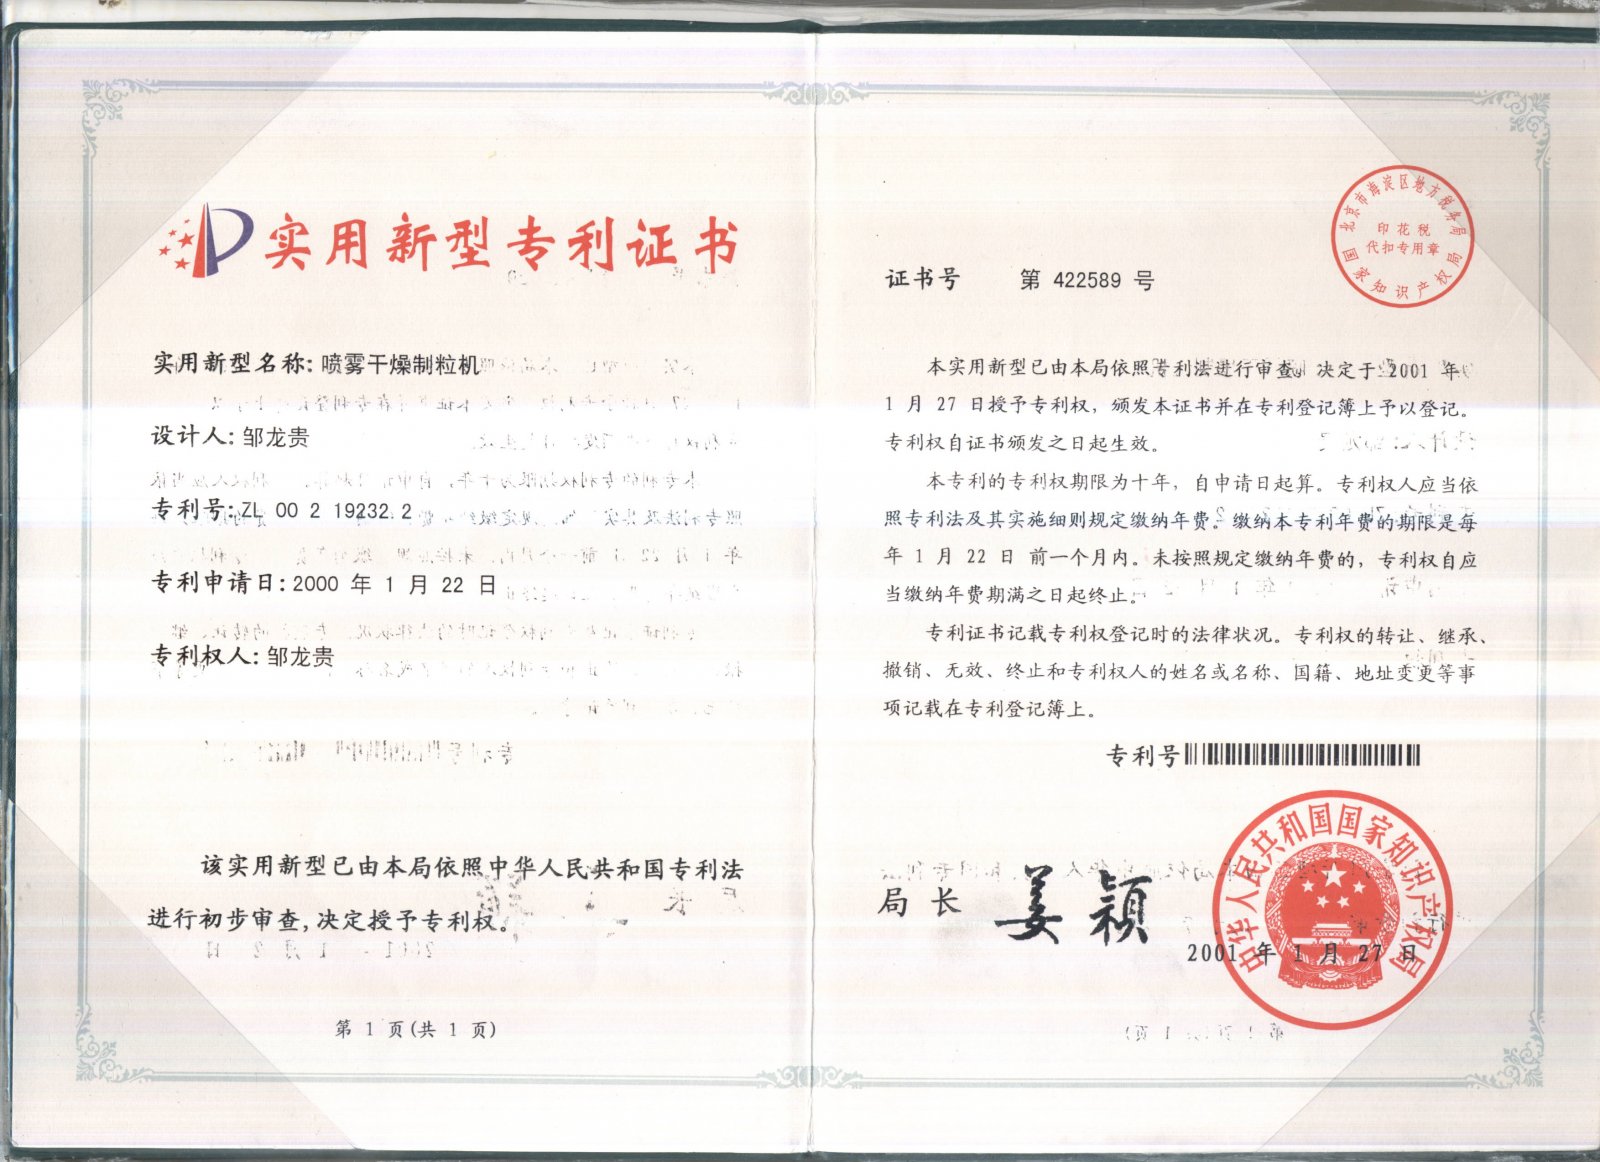 实用新型专利证书
实用新型名称:喷雾干燥制粒机
设计人:邹龙贵
专利号:ZL 00 2 19232.2
专利申请日:2000 年 1 月 22 日
专利权人:邹龙贵
该实用新型已由本局依照中华人民共和国专利法
进行初步审查,决定授予专利权。
第 1 页(共 1 页)
北京市海淀区地方税务局
印花税
代扣专用章
国家知识产权局
证书号 第 422589 号
本实用新型已由本局依照专利法进行审查。决定于 2001 年
1 月 27 日授予专利权，颁发本证书并在专利登记簿上予以登记。
专利权自证书颁发之日起生效。
本专利的专利权期限为十年，自申请日起算。专利权人应当依
照专利法及其实施细则规定缴纳年费。缴纳本专利年费的期限是每
年 1 月 22 日 前一个月内。未按照规定缴纳年费的，专利权自应
当缴纳年费期满之日起终止。
专利证书记载专利权登记时的法律状况。专利权的转让、继承、
撤销、无效、终止和专利权人的姓名或名称、国籍、地址变更等事
项记载在专利登记簿上。
专利号
局长 姜颖
中华人民共和国国家知识产权局
2001 年 1 月 27 日